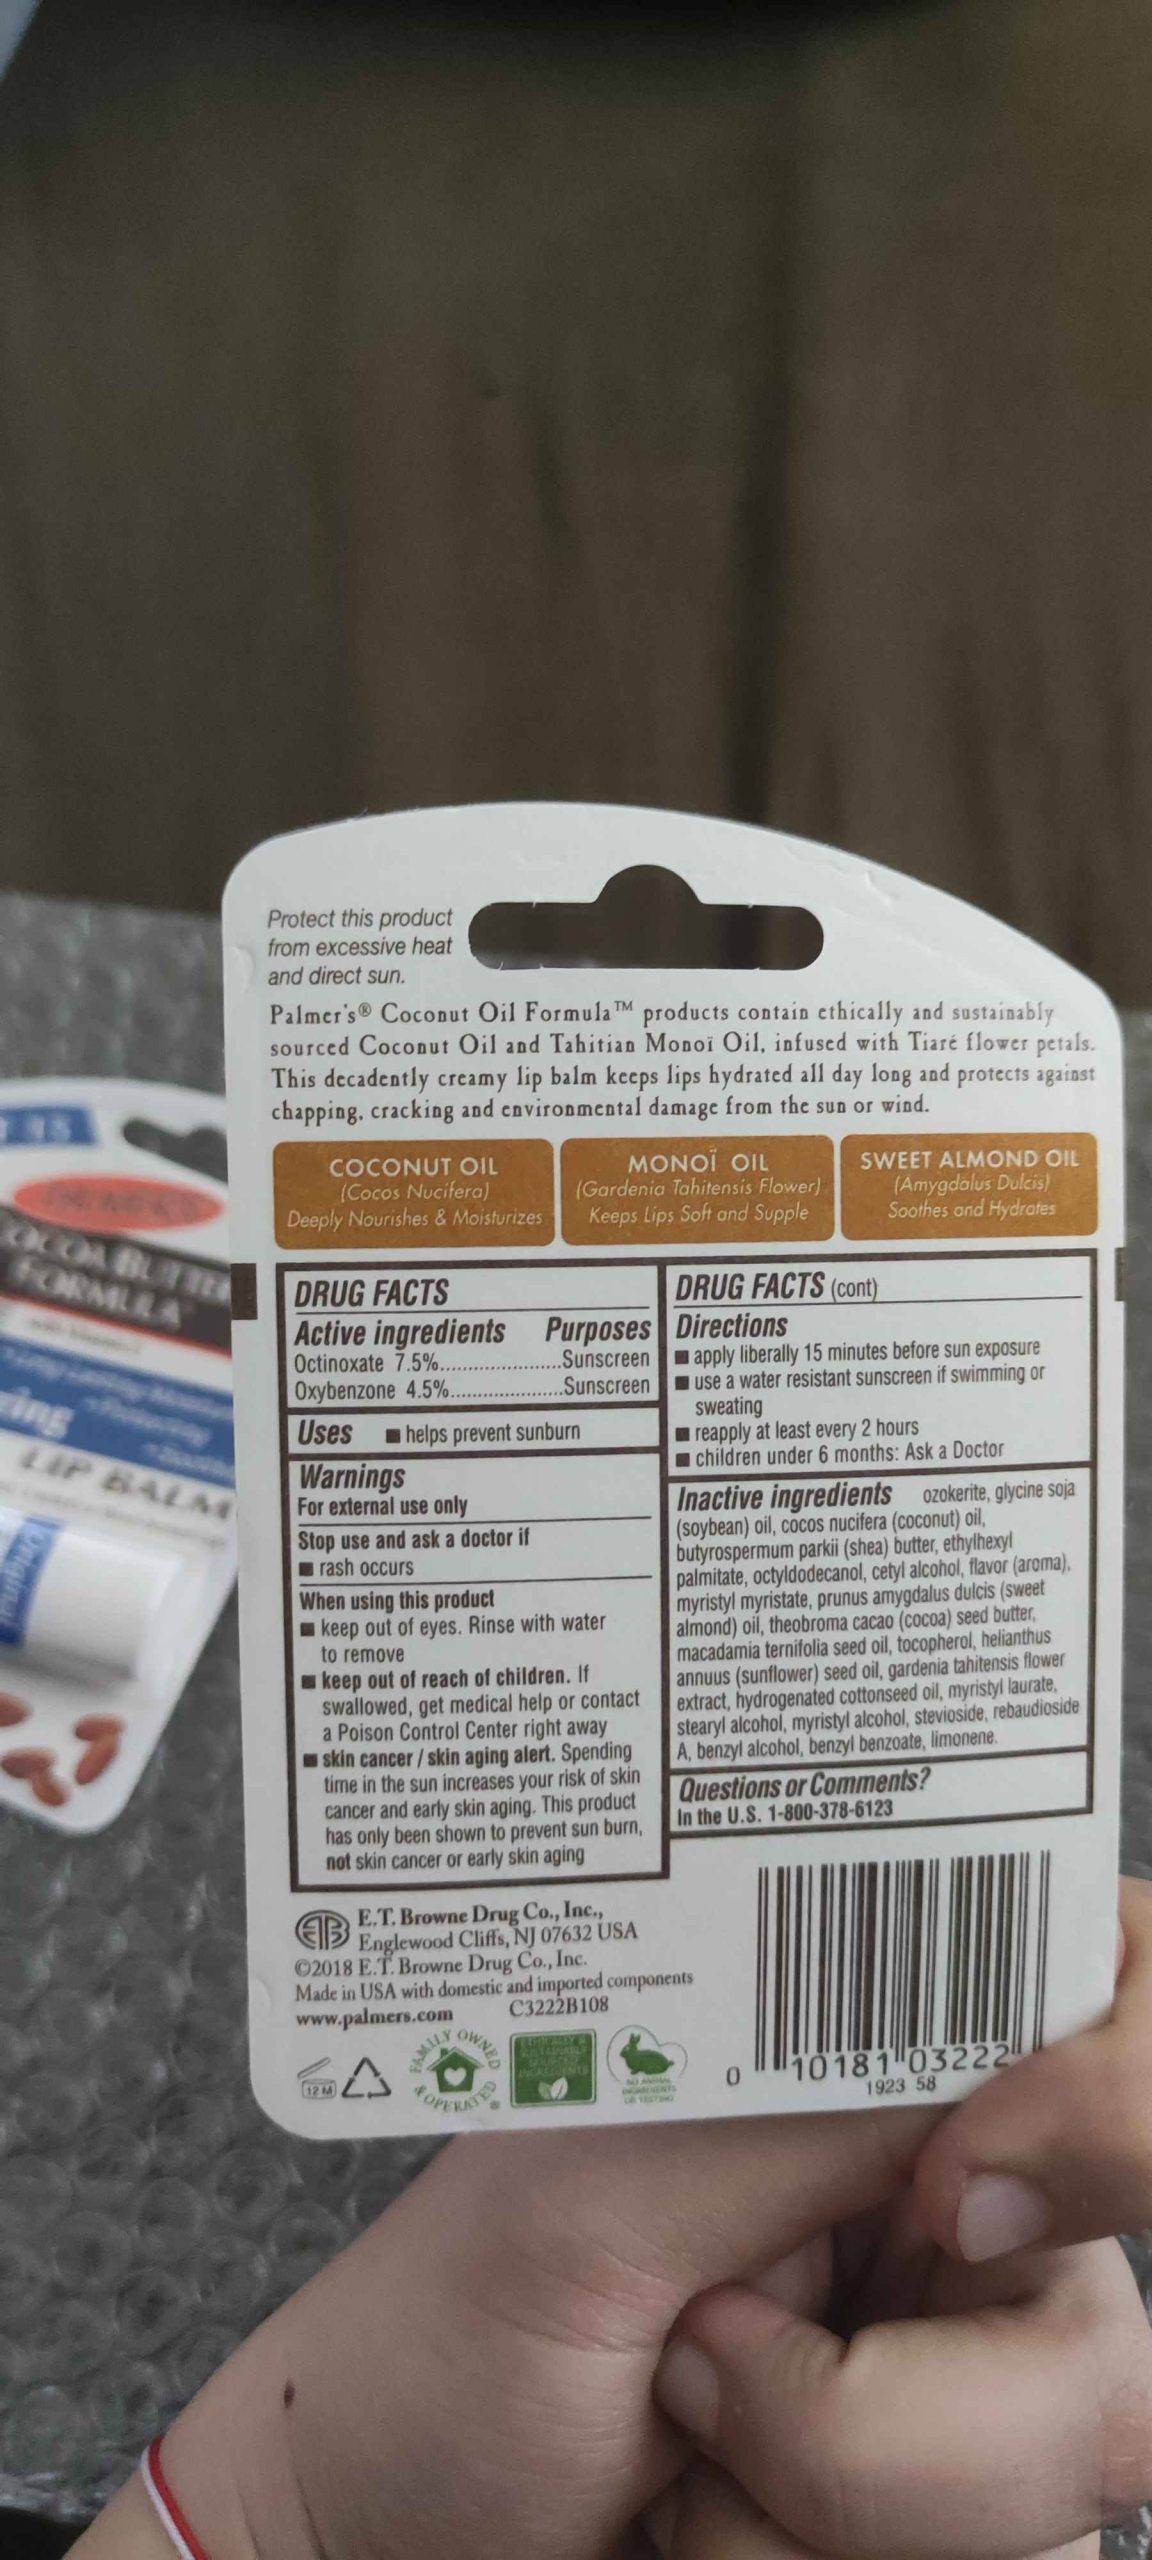 Protect this product
from excessive heat
and direct sun.
Palmer's® Coconut Oil Formula™ products contain ethically and sustainably
sourced Coconut Oil and Tahitian Monoï Oil, infused with Tiaré flower petals.
This decadently creamy lip balm keeps lips hydrated all day long and protects against
chapping, cracking and environmental damage from the sun or wind.
COCONUT OIL
(Cocos Nucifera)
Deeply Nourishes & Moisturizes
MONOÏ OIL
(Gardenia Tahitensis Flower)
Keeps Lips Soft and Supple
SWEET ALMOND OIL
(Amygdalus Dulcis)
Soothes and Hydrates
DRUG FACTS
Active ingredients Purposes
Octinoxate 7.5%......................Sunscreen
Oxybenzone 4.5%....................Sunscreen
Uses ■ helps prevent sunburn
Warnings
For external use only
Stop use and ask a doctor if
■ rash occurs
When using this product
■ keep out of eyes. Rinse with water
to remove
■ keep out of reach of children. If
swallowed, get medical help or contact
a Poison Control Center right away
■ skin cancer / skin aging alert. Spending
time in the sun increases your risk of skin
cancer and early skin aging. This product
has only been shown to prevent sun burn,
not skin cancer or early skin aging
DRUG FACTS (cont)
Directions
■ apply liberally 15 minutes before sun exposure
■ use a water resistant sunscreen if swimming or
sweating
■ reapply at least every 2 hours
■ children under 6 months: Ask a Doctor
Inactive ingredients ozokerite, glycine soja
(soybean) oil, cocos nucifera (coconut) oil,
butyrospermum parkii (shea) butter, ethylhexyl
palmitate, octyldodecanol, cetyl alcohol, flavor (aroma),
myristyl myristate, prunus amygdalus dulcis (sweet
almond) oil, theobroma cacao (cocoa) seed butter,
macadamia ternifolia seed oil, tocopherol, helianthus
annuus (sunflower) seed oil, gardenia tahitensis flower
extract, hydrogenated cottonseed oil, myristyl laurate,
stearyl alcohol, myristyl alcohol, stevioside, rebaudioside
A, benzyl alcohol, benzyl benzoate, limonene.
Questions or Comments?
In the U.S. 1-800-378-6123
E.T. Browne Drug Co., Inc.,
Englewood Cliffs, NJ 07632 USA
©2018 E.T. Browne Drug Co., Inc.
Made in USA with domestic and imported components
www.palmers.com C3222B108
12 M
FAMILY OWNED
& OPERATED
ETHICALLY &
SUSTAINABLY
SOURCED
INGREDIENTS
NO ANIMAL
INGREDIENTS
OR TESTING
0 10181 03222
1923 58
COCOA BUTTER
FORMULA
LIP BALM